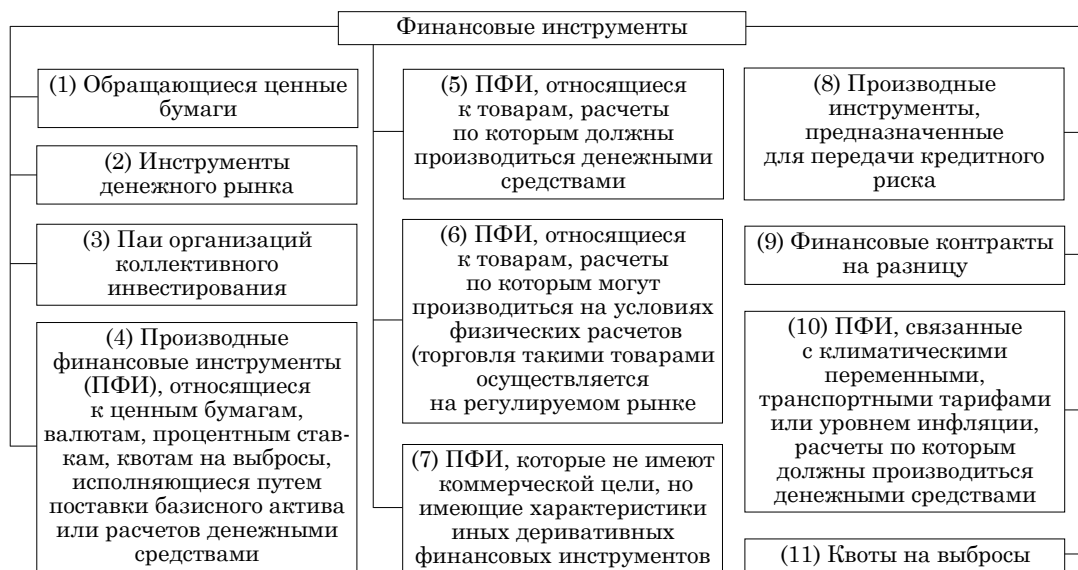 Финансовые инструменты
(1) Обращающиеся ценные
бумаги
(2) Инструменты
денежного рынка
(3) Паи организаций
коллективного
инвестирования
(4) Производные
финансовые инструменты
(ПФИ), относящиеся
к ценным бумагам,
валютам, процентным став-
кам, квотам на выбросы,
исполняющиеся путем
поставки базисного актива
или расчетов денежными
средствами
(5) ПФИ, относящиеся
к товарам, расчеты
по которым должны
производиться денежными
средствами
(6) ПФИ, относящиеся
к товарам, расчеты
по которым могут
производиться на условиях
физических расчетов
(торговля такими товарами
осуществляется
на регулируемом рынке
(7) ПФИ, которые не имеют
коммерческой цели, но
имеющие характеристики
иных деривативных
финансовых инструментов
(8) Производные
инструменты,
предназначенные
для передачи кредитного
риска
(9) Финансовые контракты
на разницу
(10) ПФИ, связанные
с климатическими
переменными,
транспортными тарифами
или уровнем инфляции,
расчеты по которым
должны производиться
денежными средствами
(11) Квоты на выбросы